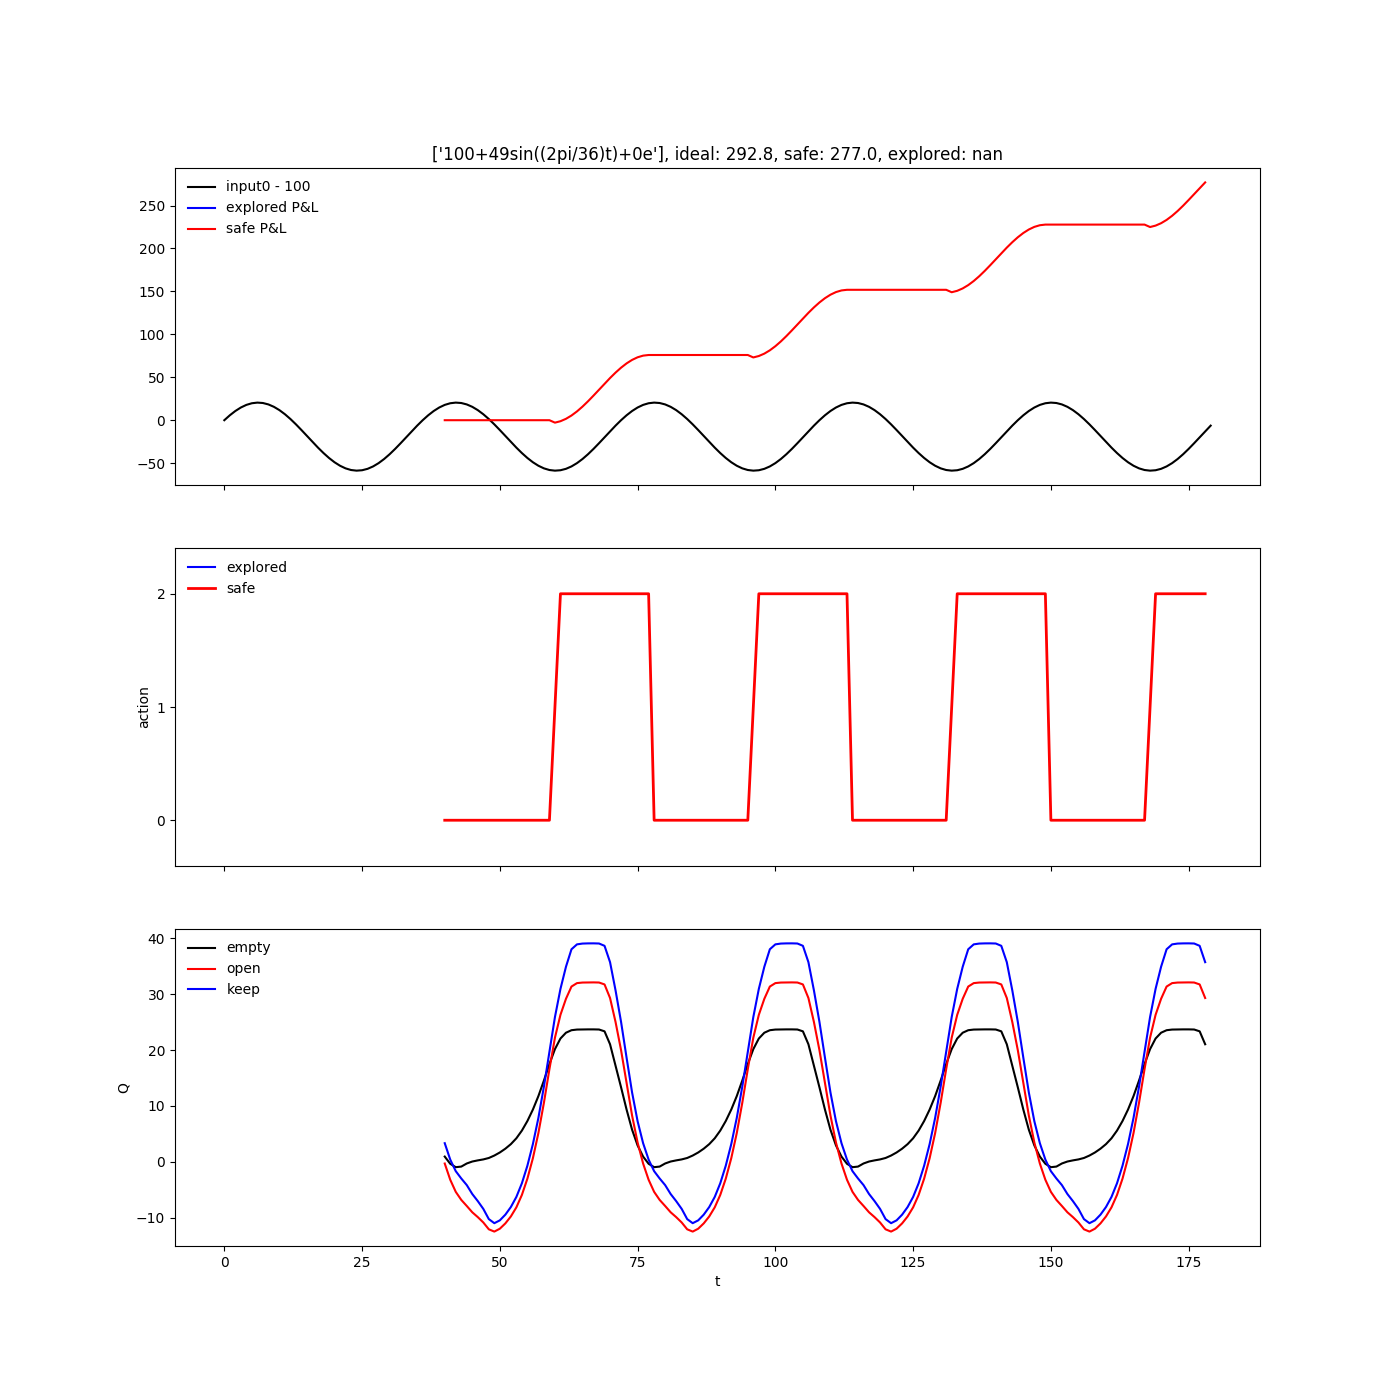 ['100+49sin((2pi/36)t)+0e'], ideal: 292.8, safe: 277.0, explored: nan
input0 - 100
explored P&L
safe P&L
250
200
150
100
50
0
−50
explored
safe
2
1
0
action
empty
open
keep
40
30
20
10
0
−10
Q
0 25 50 75 100 125 150 175
t